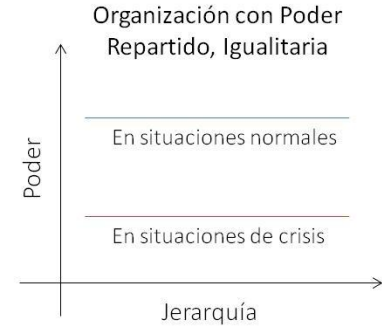 Organización con Poder
Repartido, Igualitaria
En situaciones normales
Poder
En situaciones de crisis
Jerarquía